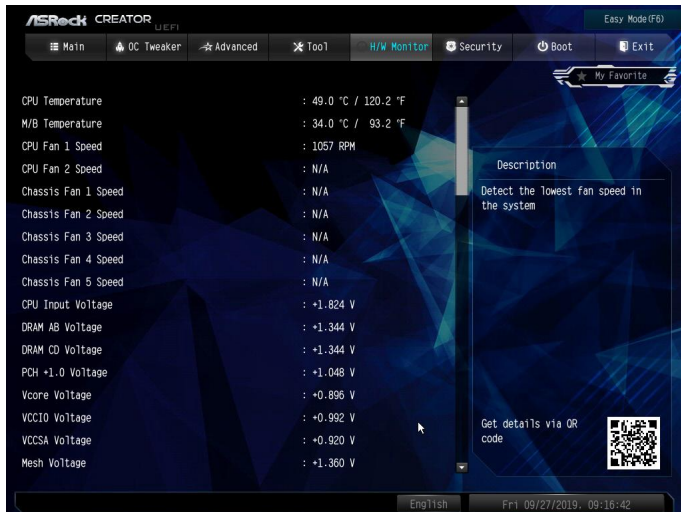 ASRock CREATOR UEFI
Easy Mode(F6)
Main OC Tweaker Advanced Tool H/W Monitor Security Boot Exit
My Favorite
CPU Temperature : 49.0 °C / 120.2 °F
M/B Temperature : 34.0 °C / 93.2 °F
CPU Fan 1 Speed : 1057 RPM
CPU Fan 2 Speed : N/A
Chassis Fan 1 Speed : N/A
Chassis Fan 2 Speed : N/A
Chassis Fan 3 Speed : N/A
Chassis Fan 4 Speed : N/A
Chassis Fan 5 Speed : N/A
CPU Input Voltage : +1.824 V
DRAM AB Voltage : +1.344 V
DRAM CD Voltage : +1.344 V
PCH +1.0 Voltage : +1.048 V
Vcore Voltage : +0.896 V
VCCIO Voltage : +0.992 V
VCCSA Voltage : +0.920 V
Mesh Voltage : +1.360 V
Description
Detect the lowest fan speed in
the system
Get details via QR
code
English
Fri 09/27/2019, 09:16:42